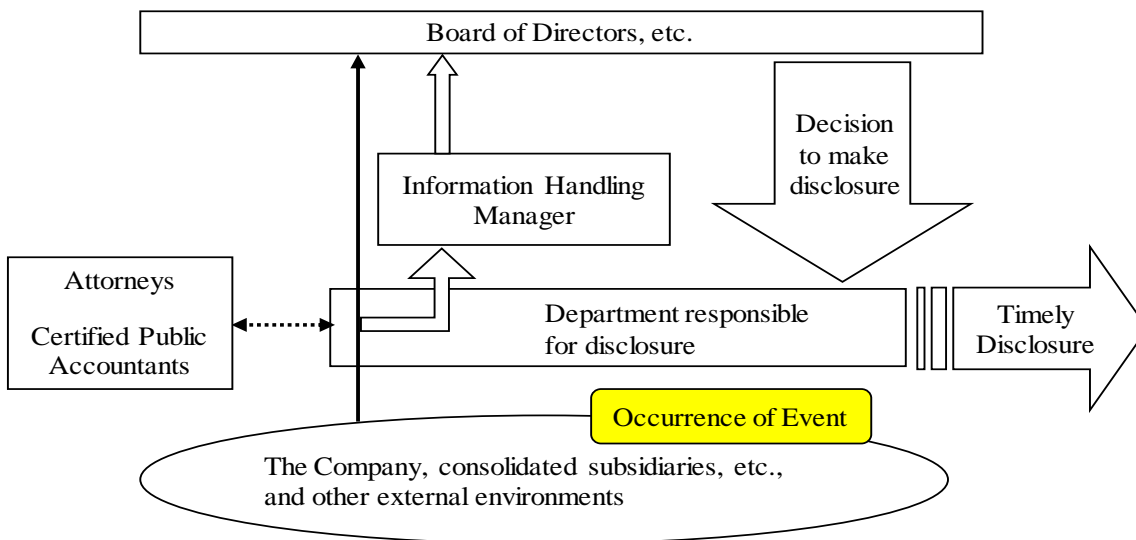 Board of Directors, etc.
Decision
to make
disclosure
Information Handling
Manager
Attorneys
Certified Public
Accountants
Department responsible
for disclosure
Timely
Disclosure
Occurrence of Event
The Company, consolidated subsidiaries, etc.,
and other external environments